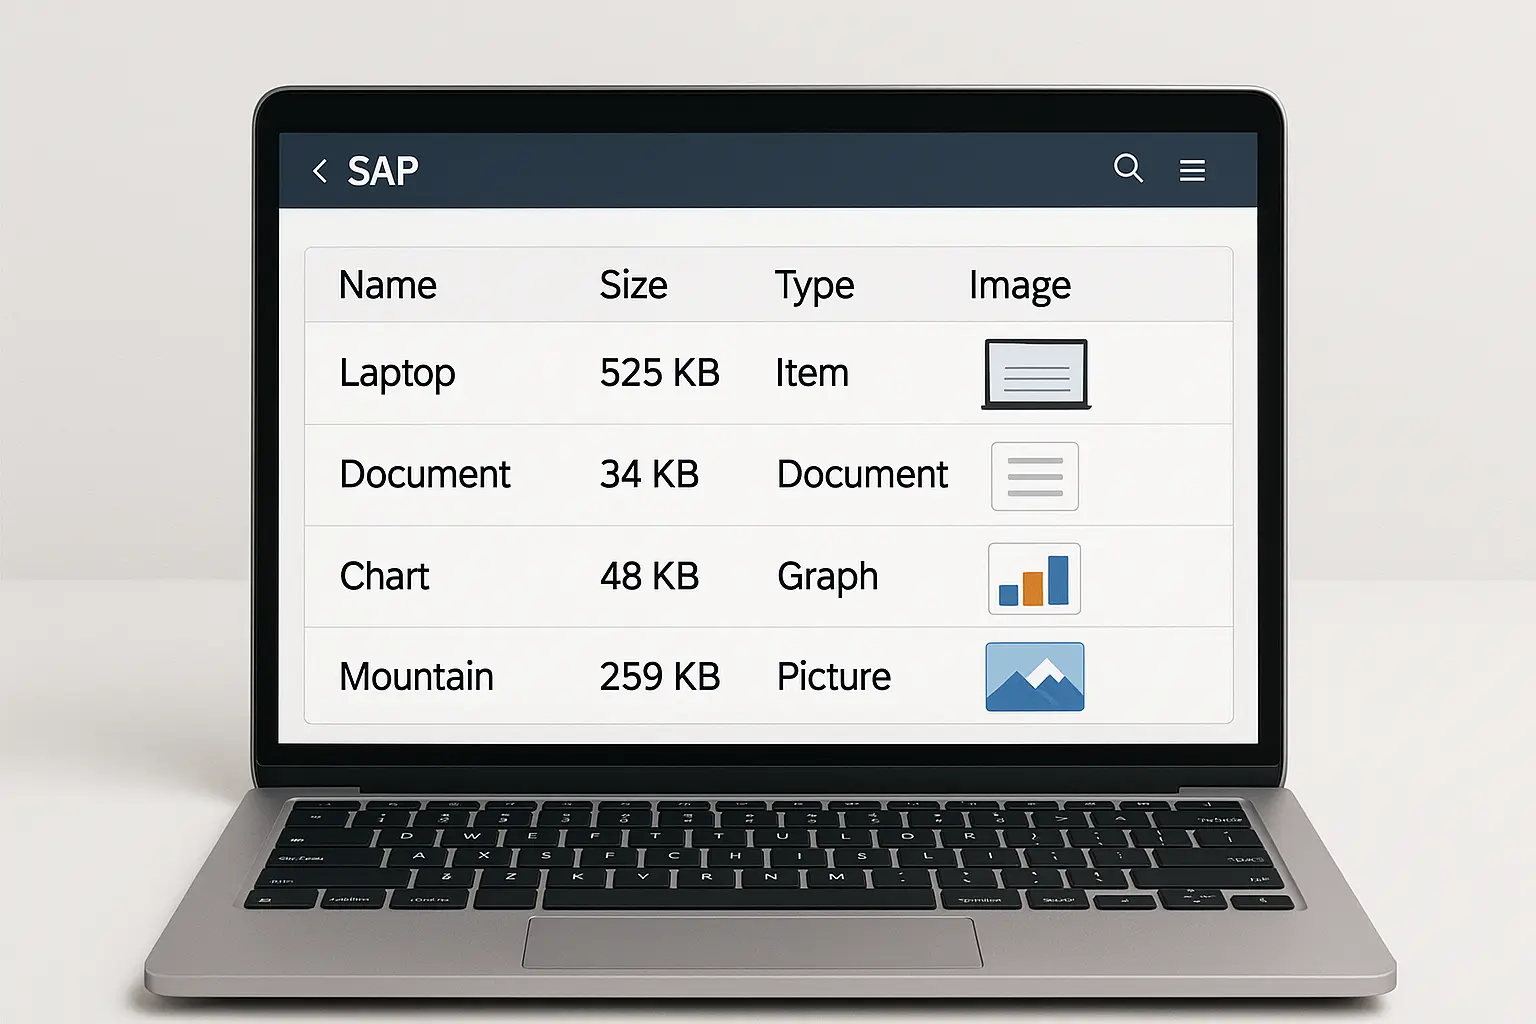 SAP
Name Size Type Image
Laptop 525 KB Item
Document 34 KB Document
Chart 48 KB Graph
Mountain 259 KB Picture
D W E F T T U L D R
A X S F C H I S L I
& Z K V R N M